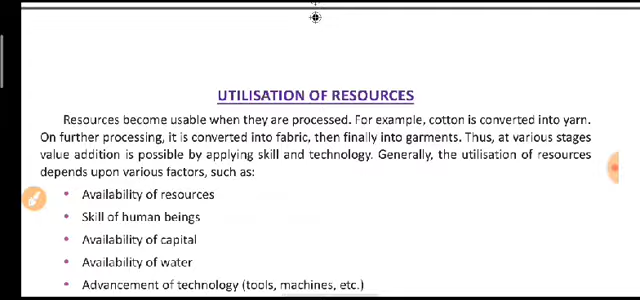 UTILISATION OF RESOURCES
Resources become usable when they are processed. For example, cotton is converted into yarn.
On further processing, it is converted into fabric, then finally into garments. Thus, at various stages
value addition is possible by applying skill and technology. Generally, the utilisation of resources
depends upon various factors, such as:
• Availability of resources
• Skill of human beings
• Availability of capital
• Availability of water
• Advancement of technology (tools, machines, etc.)